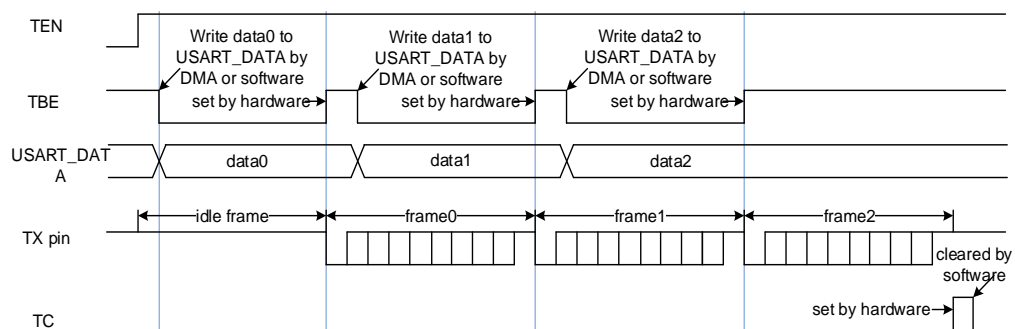 TEN
Write data0 to
USART_DATA by
DMA or software
Write data1 to
USART_DATA by
DMA or software
Write data2 to
USART_DATA by
DMA or software
TBE
set by hardware
set by hardware
set by hardware
USART_DAT
A
data0
data1
data2
idle frame
frame0
frame1
frame2
TX pin
cleared by
software
set by hardware
TC